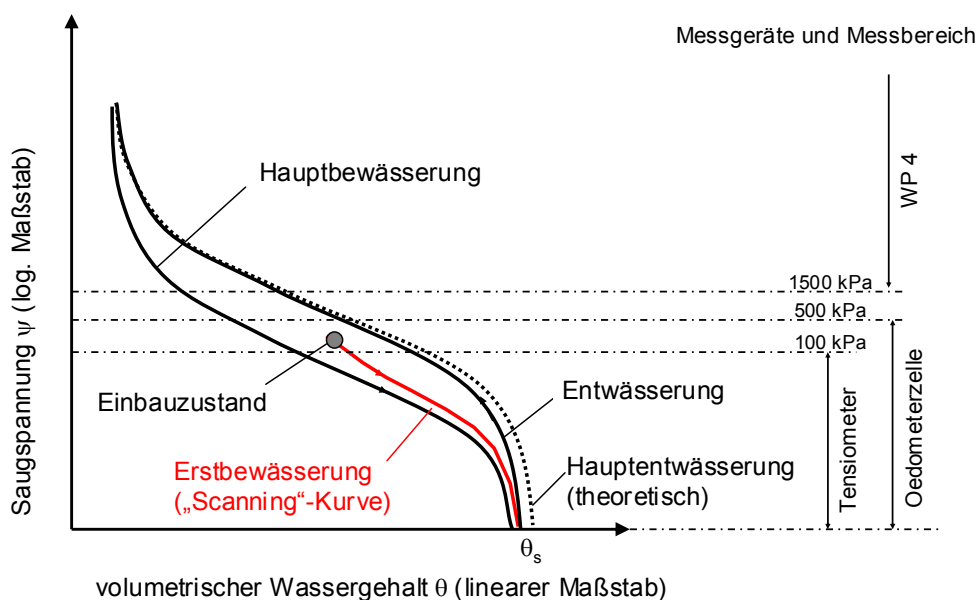 Messgeräte und Messbereich
Saugspannung ψ (log. Maßstab)
Hauptbewässerung
WP 4
1500 kPa
500 kPa
100 kPa
Einbauzustand
Entwässerung
Erstbewässerung
(„Scanning“-Kurve)
Hauptentwässerung
(theoretisch)
Tensiometer
Oedometerzelle
θs
volumetrischer Wassergehalt θ (linearer Maßstab)